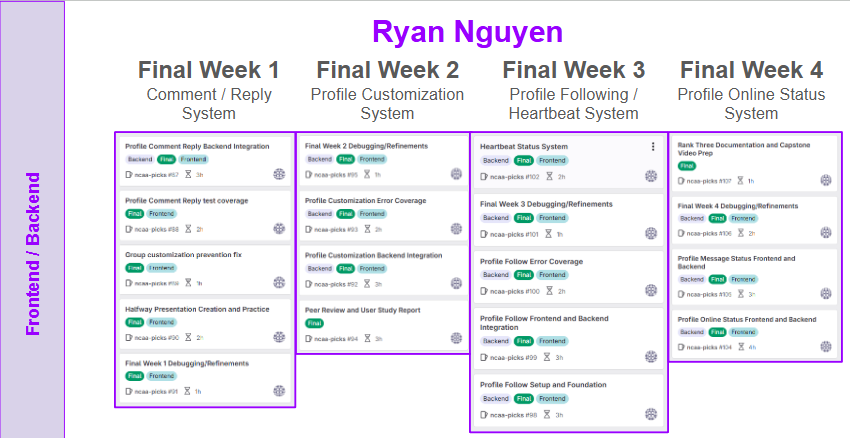 Ryan Nguyen
Frontend / Backend
Final Week 1
Comment / Reply
System
Profile Comment Reply Backend Integration
Backend Final Frontend
ncaa-picks #87 3h
Profile Comment Reply test coverage
Final Frontend
ncaa-picks #88 2h
Group customization prevention fix
Final Frontend
ncaa-picks 1h
Halfway Presentation Creation and Practice
Final Frontend
ncaa-picks #90 2h
Final Week 1 Debugging/Refinements
Final Frontend
ncaa-picks #91 1h
Final Week 2
Profile Customization
System
Final Week 2 Debugging/Refinements
Backend Final Frontend
ncaa-picks #95 1h
Profile Customization Error Coverage
Backend Final Frontend
ncaa-picks #93 2h
Profile Customization Backend Integration
Backend Final Frontend
ncaa-picks #92 3h
Peer Review and User Study Report
Final
ncaa-picks #94 3h
Final Week 3
Profile Following /
Heartbeat System
Heartbeat Status System
Backend Final Frontend
ncaa-picks #102 2h
Final Week 3 Debugging/Refinements
Backend Final Frontend
ncaa-picks #101 1h
Profile Follow Error Coverage
Backend Final Frontend
ncaa-picks #100 2h
Profile Follow Frontend and Backend
Integration
Backend Final Frontend
ncaa-picks #99 3h
Profile Follow Setup and Foundation
Backend Final Frontend
ncaa-picks #98 3h
Final Week 4
Profile Online Status
System
Rank Three Documentation and Capstone
Video Prep
Final
ncaa-picks #107 1h
Final Week 4 Debugging/Refinements
Backend Final Frontend
ncaa-picks #106 2h
Profile Message Status Frontend and
Backend
Backend Final Frontend
ncaa-picks #105 3h
Profile Online Status Frontend and Backend
Backend Final Frontend
ncaa-picks #104 4h